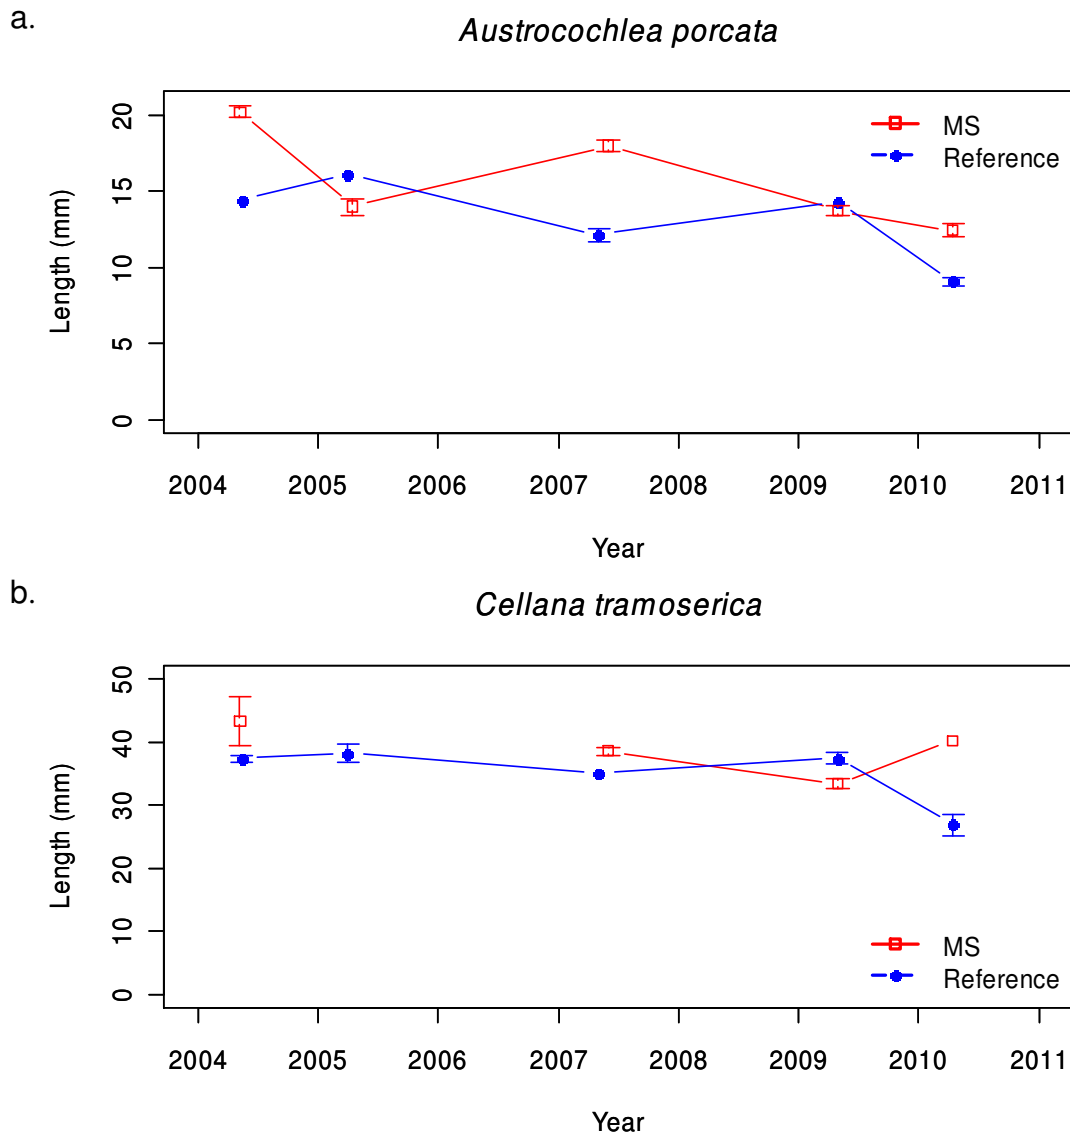 a.
Austrocochlea porcata
20
15
10
5
0
Length (mm)
MS
Reference
2004 2005 2006 2007 2008 2009 2010 2011
Year
b.
Cellana tramoserica
50
40
30
20
10
0
Length (mm)
MS
Reference
2004 2005 2006 2007 2008 2009 2010 2011
Year